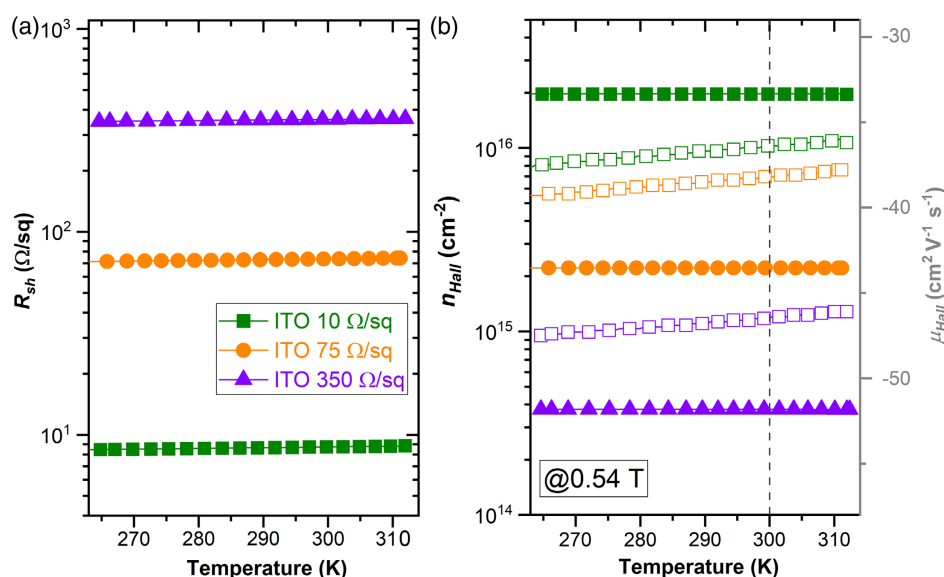 (a)
10³
10²
10¹
R_sh (Ω/sq)
ITO 10 Ω/sq
ITO 75 Ω/sq
ITO 350 Ω/sq
270 280 290 300 310
Temperature (K)
(b)
10¹⁶
10¹⁵
10¹⁴
n_Hall (cm⁻²)
@0.54 T
270 280 290 300 310
Temperature (K)
-30
-40
-50
μ_Hall (cm² V⁻¹ s⁻¹)